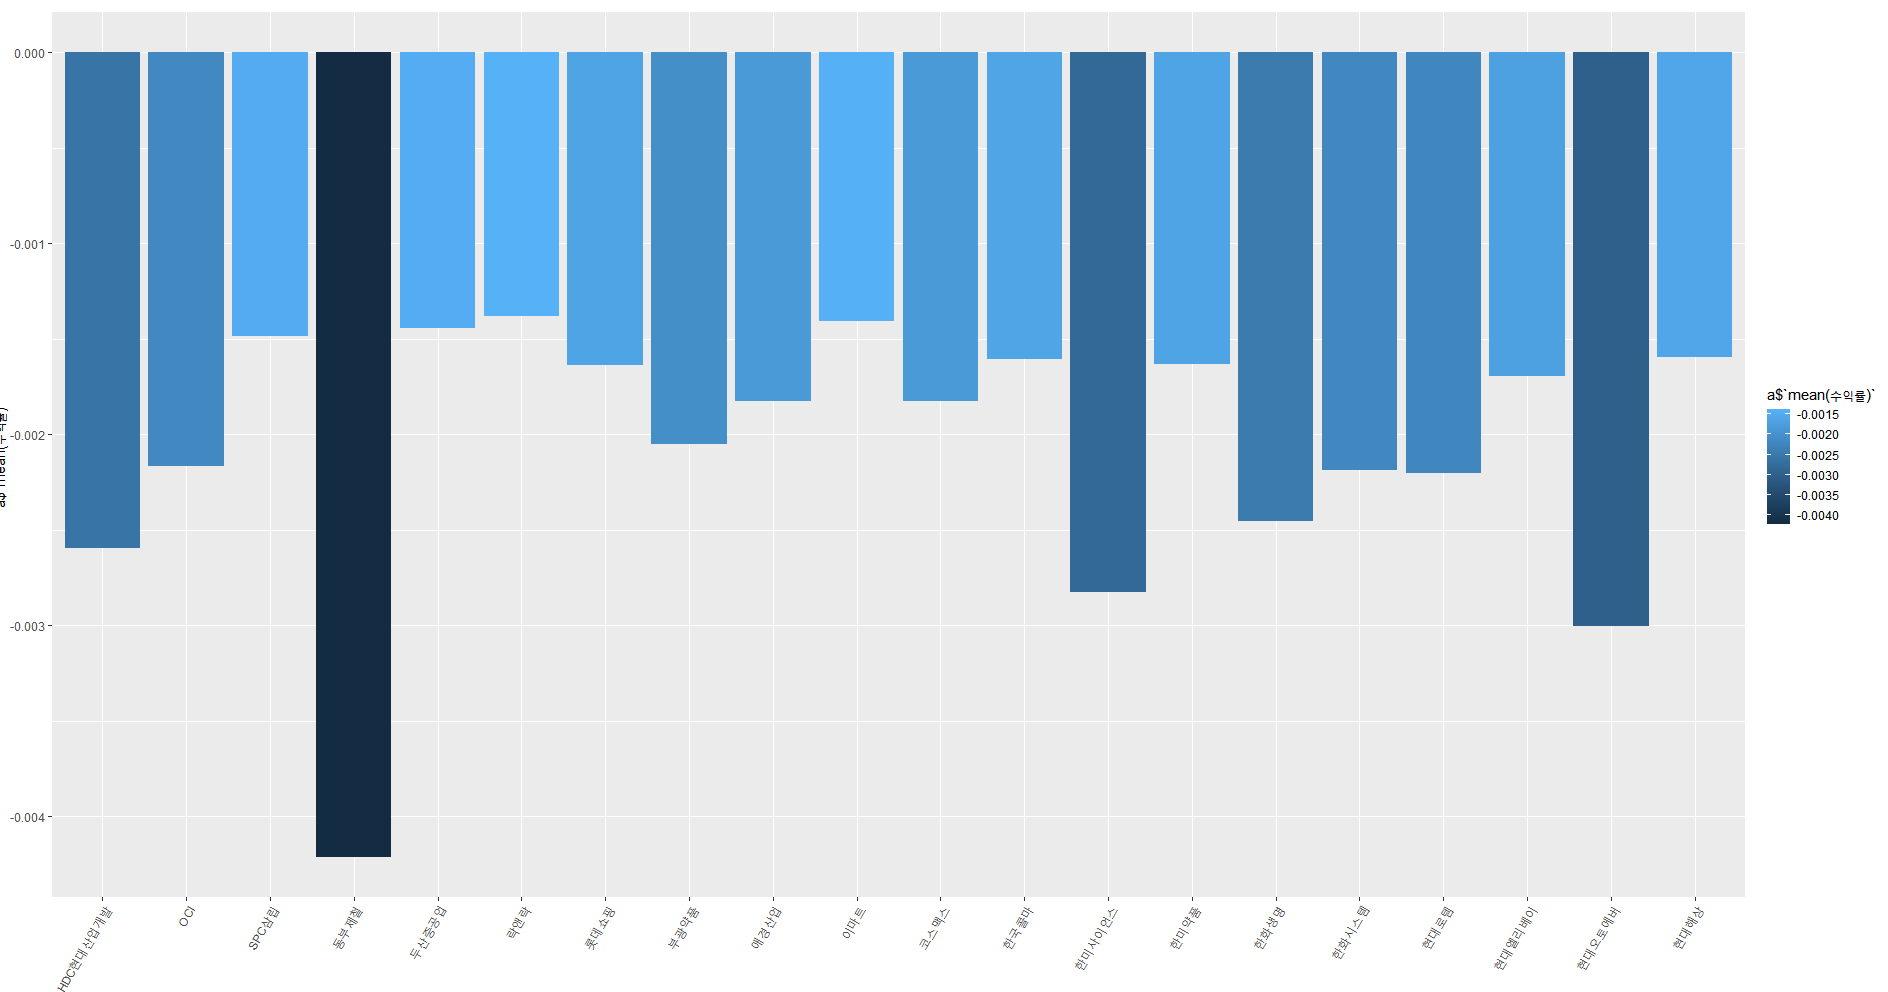 0.000
-0.001
-0.002
-0.003
-0.004
HDC현대산업개발
OCI
SPC삼립
동부제철
두산중공업
락앤락
롯데쇼핑
부광약품
애경산업
이마트
코스맥스
한국콜마
한미사이언스
한미약품
한화생명
한화시스템
현대로템
현대엘리베이
현대오토에버
현대해상
a$`mean(수익률)`
-0.0015
-0.0020
-0.0025
-0.0030
-0.0035
-0.0040